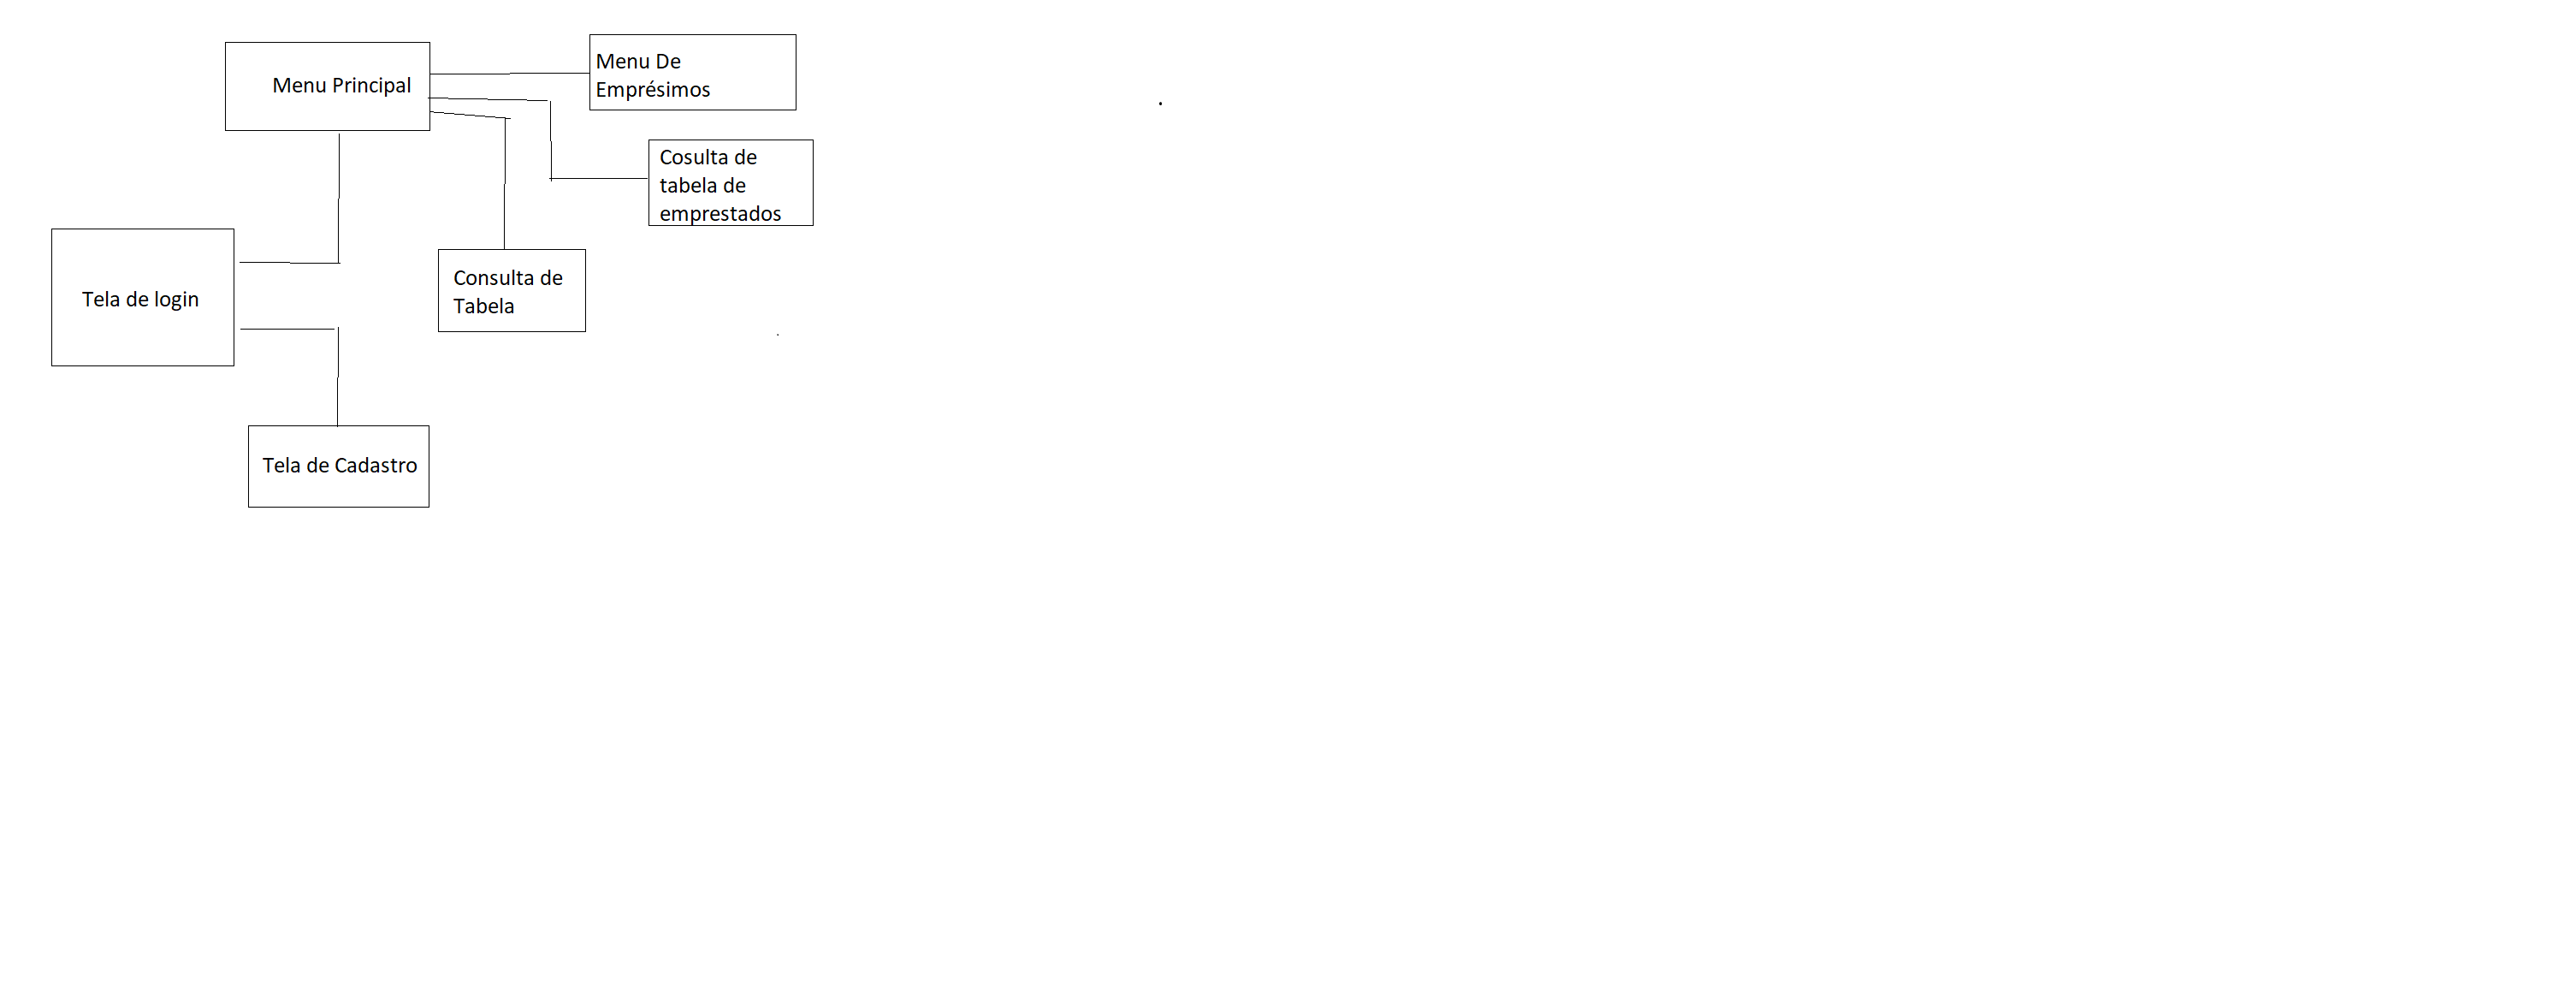 Menu Principal
Menu De
Emprésimos
Cosulta de
tabela de
emprestados
Tela de login
Consulta de
Tabela
Tela de Cadastro